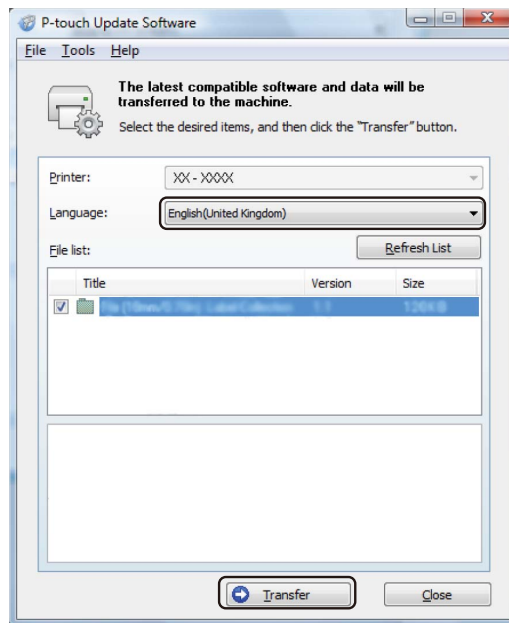 P-touch Update Software
File Tools Help
The latest compatible software and data will be
transferred to the machine.
Select the desired items, and then click the "Transfer" button.
Printer: XX - XXXX
Language: English(United Kingdom)
File list: Refresh List
Title Version Size
Transfer Close